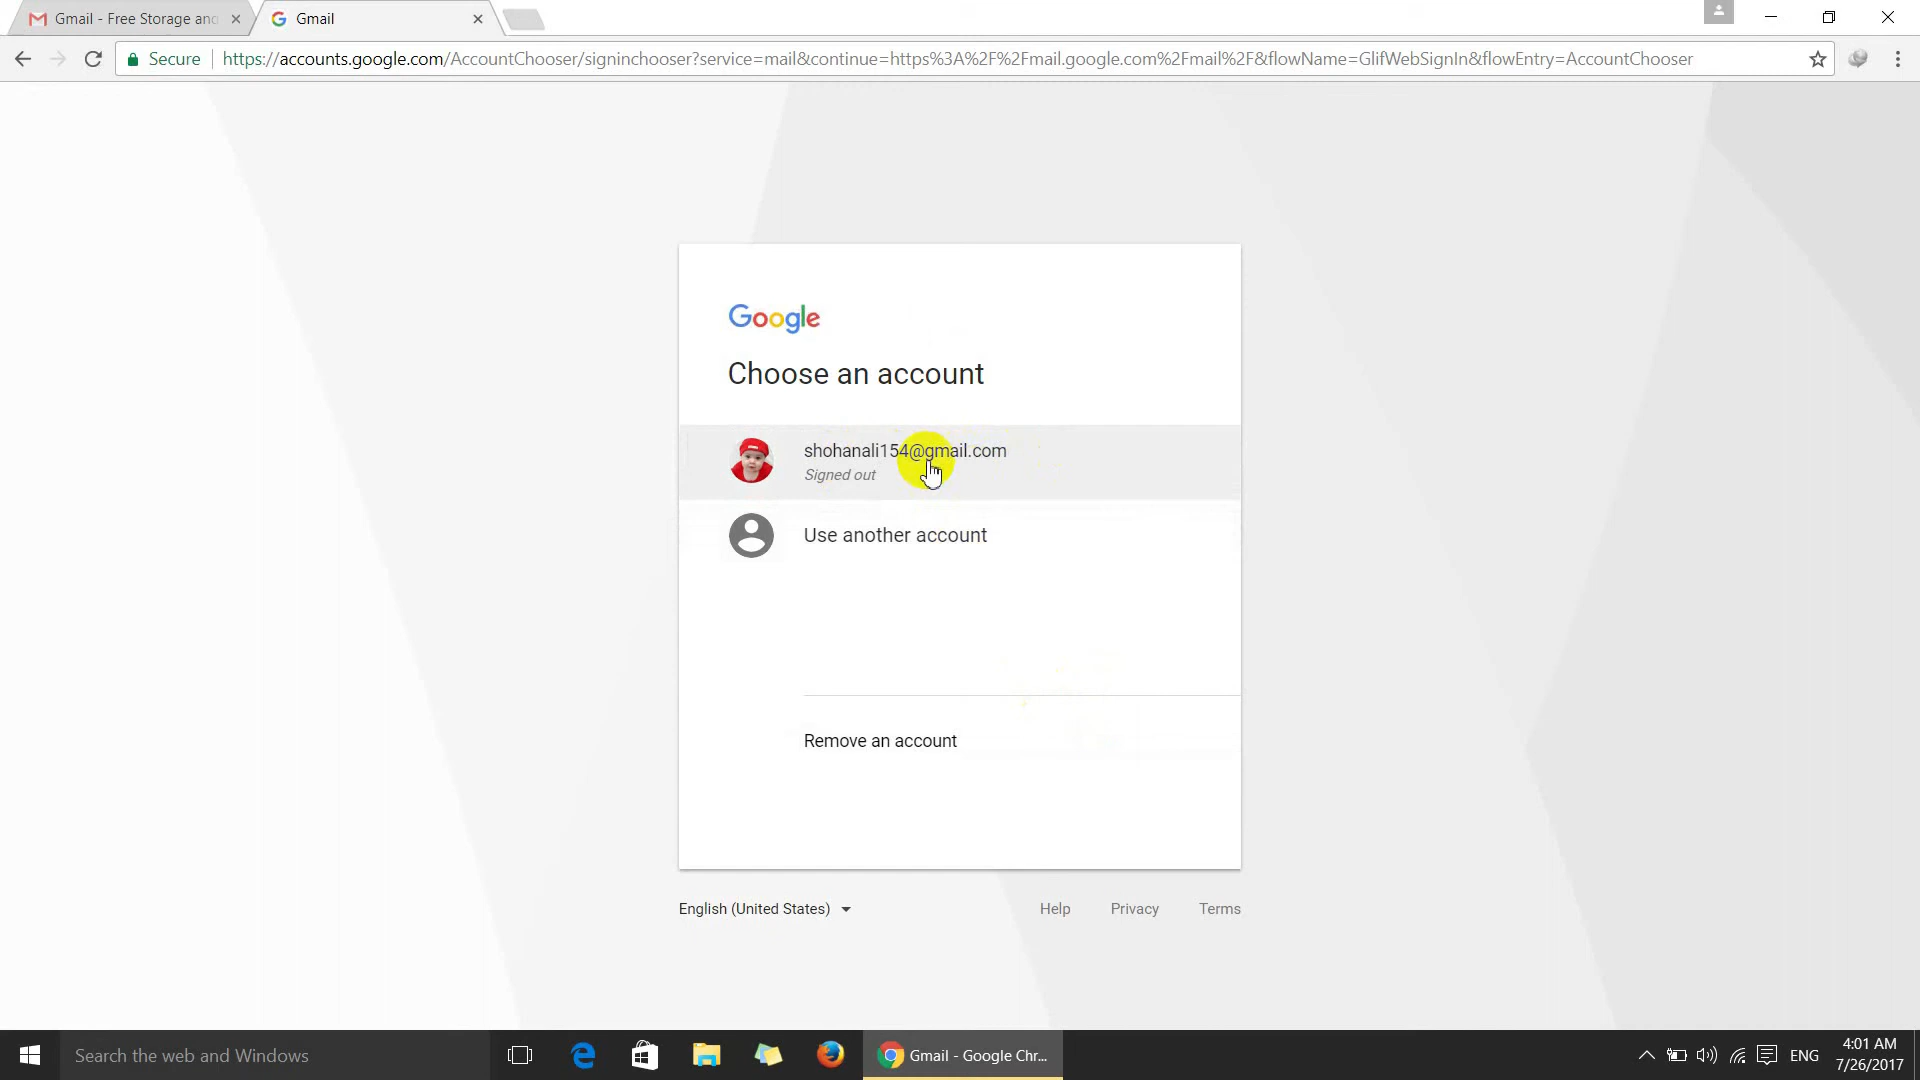 Gmail - Free Storage and
Gmail
Secure
https://accounts.google.com/AccountChooser/signinchooser?service=mail&continue=https%3A%2F%2Fmail.google.com%2Fmail%2F&flowName=GlifWebSignIn&flowEntry=AccountChooser
Google
Choose an account
shohanali154@gmail.com
Signed out
Use another account
Remove an account
English (United States)
Help
Privacy
Terms
Search the web and Windows
Gmail - Google Chr...
ENG
4:01 AM
7/26/2017